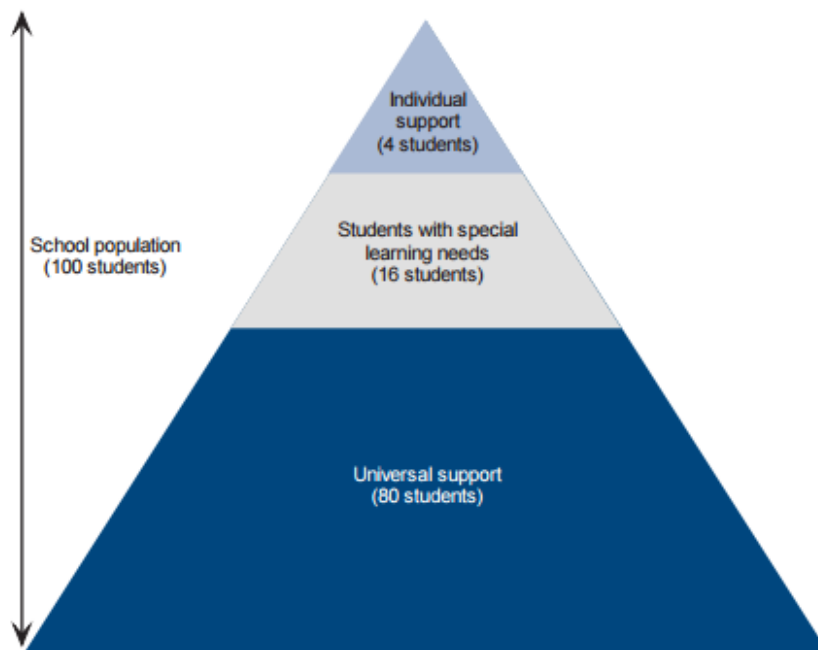 Individual
support
(4 students)
Students with special
learning needs
(16 students)
School population
(100 students)
Universal support
(80 students)